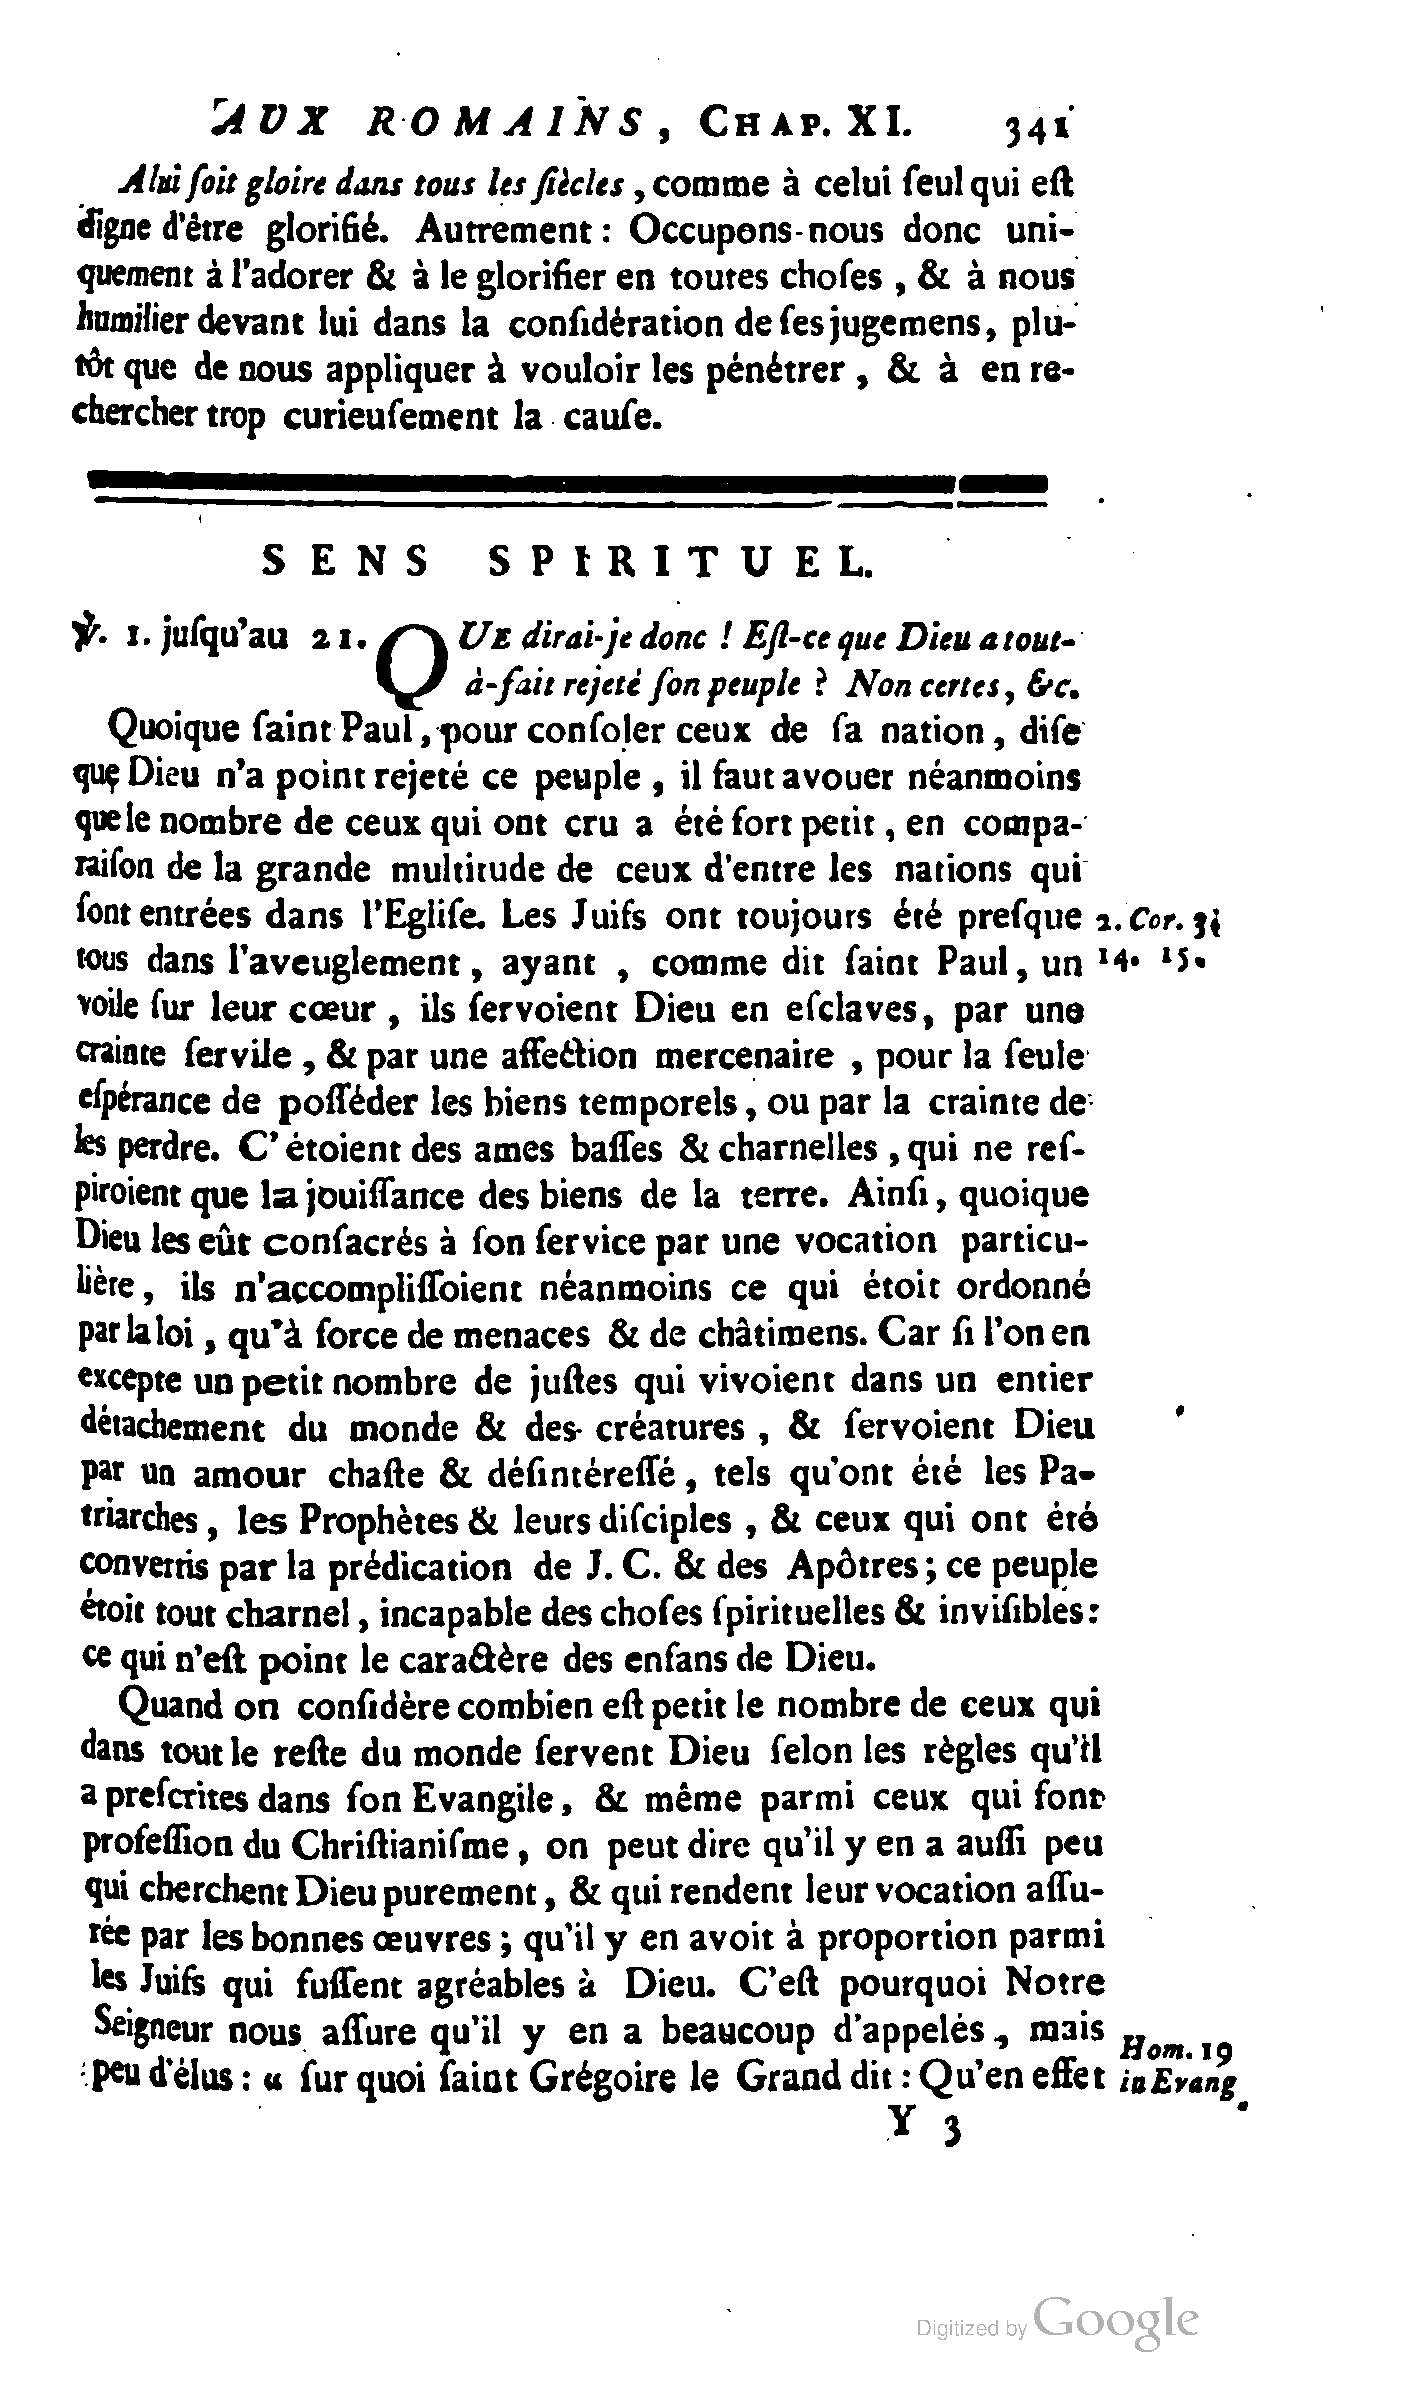 AUX ROMAINS, CHAP. XI. 341
A lui ſoit gloire dans tous les ſiècles, comme à celui ſeul qui eſt
digne d'être glorifié. Autrement : Occupons-nous donc uni-
quement à l'adorer & à le glorifier en toutes choſes, & à nous
humilier devant lui dans la conſidération de ſes jugemens, plu-
tôt que de nous appliquer à vouloir les pénétrer, & à en re-
chercher trop curieuſement la cauſe.
SENS SPIRITUEL.
℣. 1. juſqu'au 21. QUE dirai-je donc ! Eſt-ce que Dieu a tout-
à-fait rejeté ſon peuple ? Non certes, &c.
Quoique ſaint Paul, pour conſoler ceux de ſa nation, diſe
que Dieu n'a point rejeté ce peuple, il faut avouer néanmoins
que le nombre de ceux qui ont cru a été fort petit, en compa-
raiſon de la grande multitude de ceux d'entre les nations qui
ſont entrées dans l'Egliſe. Les Juifs ont toujours été preſque 2. Cor. 3.
tous dans l'aveuglement, ayant, comme dit ſaint Paul, un 14. 15.
voile ſur leur cœur, ils ſervoient Dieu en eſclaves, par une
crainte ſervile, & par une affection mercenaire, pour la ſeule
eſpérance de poſſéder les biens temporels, ou par la crainte de
les perdre. C'étoient des ames baſſes & charnelles, qui ne reſ-
piroient que la jouiſſance des biens de la terre. Ainſi, quoique
Dieu les eût conſacrés à ſon ſervice par une vocation particu-
lière, ils n'accompliſſoient néanmoins ce qui étoit ordonné
par la loi, qu'à force de menaces & de châtimens. Car ſi l'on en
excepte un petit nombre de juſtes qui vivoient dans un entier
détachement du monde & des créatures, & ſervoient Dieu
par un amour chaſte & déſintéreſſé, tels qu'ont été les Pa-
triarches, les Prophètes & leurs diſciples, & ceux qui ont été
convertis par la prédication de J. C. & des Apôtres; ce peuple
étoit tout charnel, incapable des choſes ſpirituelles & inviſibles:
ce qui n'eſt point le caractère des enfans de Dieu.
Quand on conſidère combien eſt petit le nombre de ceux qui
dans tout le reſte du monde ſervent Dieu ſelon les règles qu'il
a preſcrites dans ſon Evangile, & même parmi ceux qui font
profeſſion du Chriſtianiſme, on peut dire qu'il y en a auſſi peu
qui cherchent Dieu purement, & qui rendent leur vocation aſſu-
rée par les bonnes œuvres; qu'il y en avoit à proportion parmi
les Juifs qui fuſſent agréables à Dieu. C'eſt pourquoi Notre
Seigneur nous aſſure qu'il y en a beaucoup d'appelés, mais Hom. 19
peu d'élus : « ſur quoi ſaint Grégoire le Grand dit : Qu'en effet in Evang.
Y 3
Digitized by Google